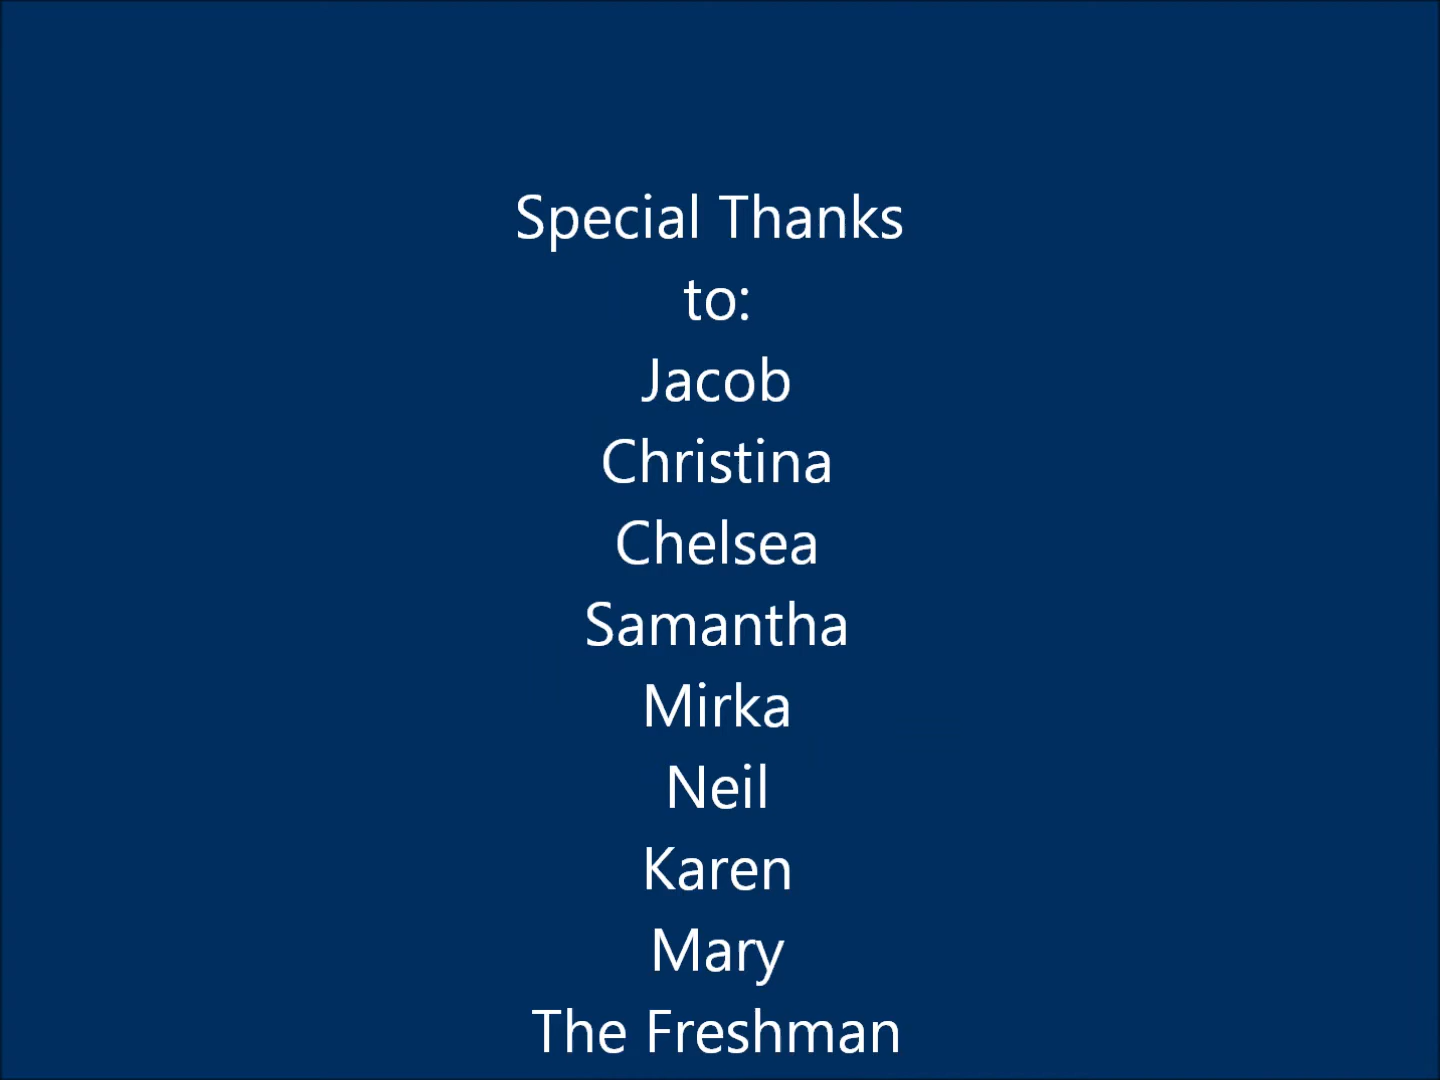 Special Thanks
to:
Jacob
Christina
Chelsea
Samantha
Mirka
Neil
Karen
Mary
The Freshman